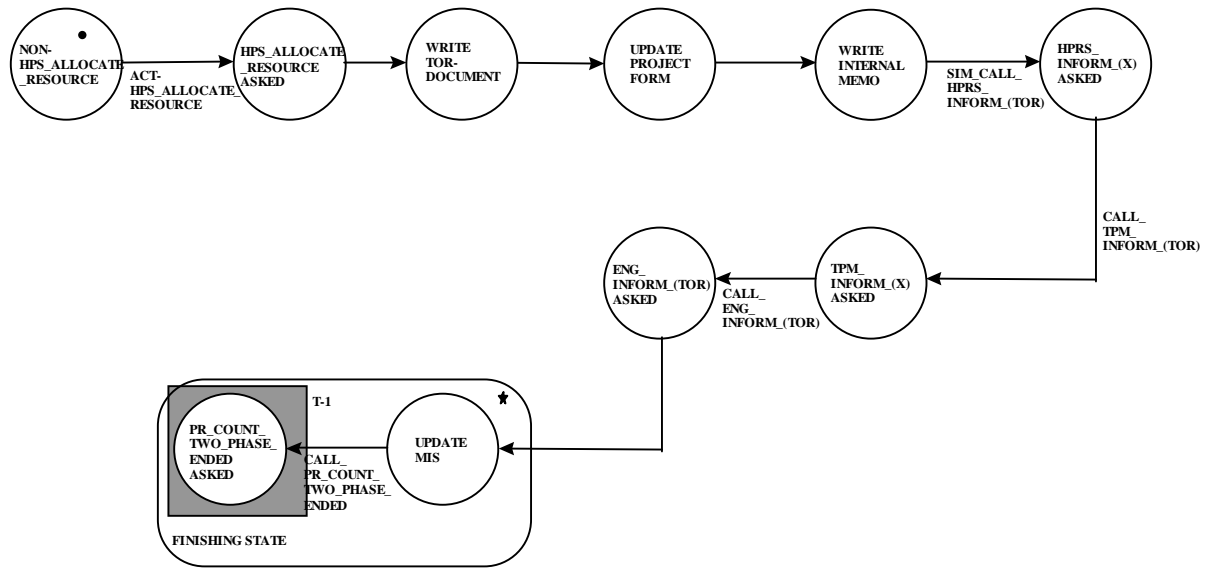 NON-
HPS_ALLOCATE
_RESOURCE
ACT-
HPS_ALLOCATE_
RESOURCE
HPS_ALLOCATE
_RESOURCE
ASKED
WRITE
TOR-
DOCUMENT
UPDATE
PROJECT
FORM
WRITE
INTERNAL
MEMO
SIM_CALL_
HPRS_
INFORM_(TOR)
HPRS_
INFORM_(X)
ASKED
CALL_
TPM_
INFORM_(TOR)
TPM_
INFORM_(X)
ASKED
CALL_
ENG_
INFORM_(TOR)
ENG_
INFORM_(TOR)
ASKED
UPDATE
MIS
CALL_
PR_COUNT_
TWO_PHASE_
ENDED
T-1
PR_COUNT_
TWO_PHASE_
ENDED
ASKED
FINISHING STATE